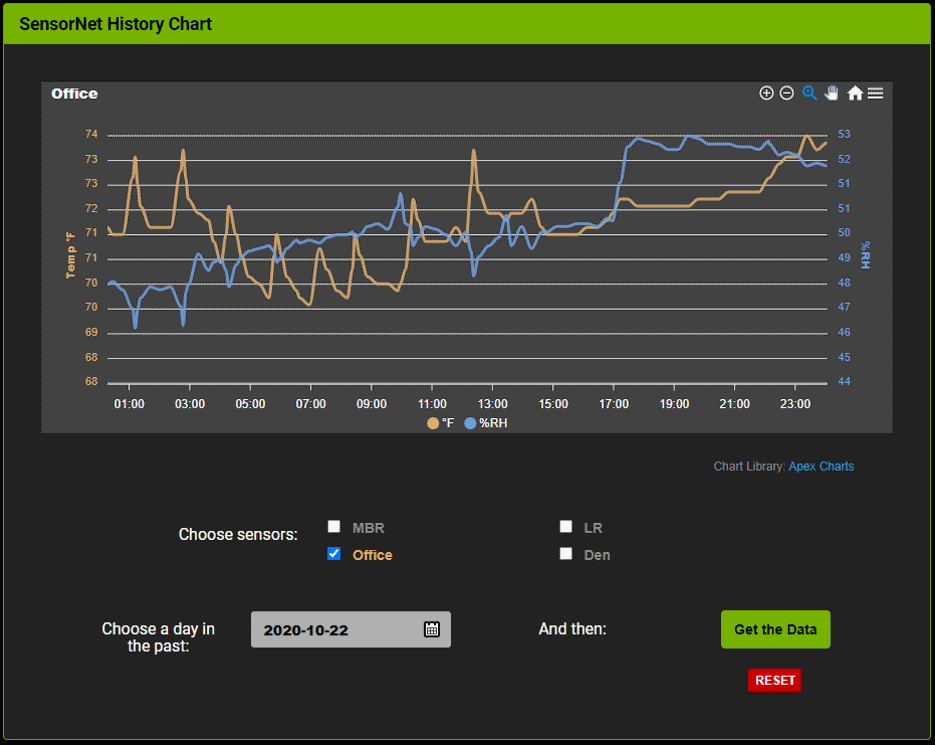 SensorNet History Chart
Office
74 53
73 52
73 51
72 51
71 50
71 49
70 48
70 47
69 46
68 45
68 44
Temp °F
%RH
01:00 03:00 05:00 07:00 09:00 11:00 13:00 15:00 17:00 19:00 21:00 23:00
°F %RH
Chart Library: Apex Charts
Choose sensors: MBR LR
Office Den
Choose a day in
the past:
2020-10-22
And then:
Get the Data
RESET